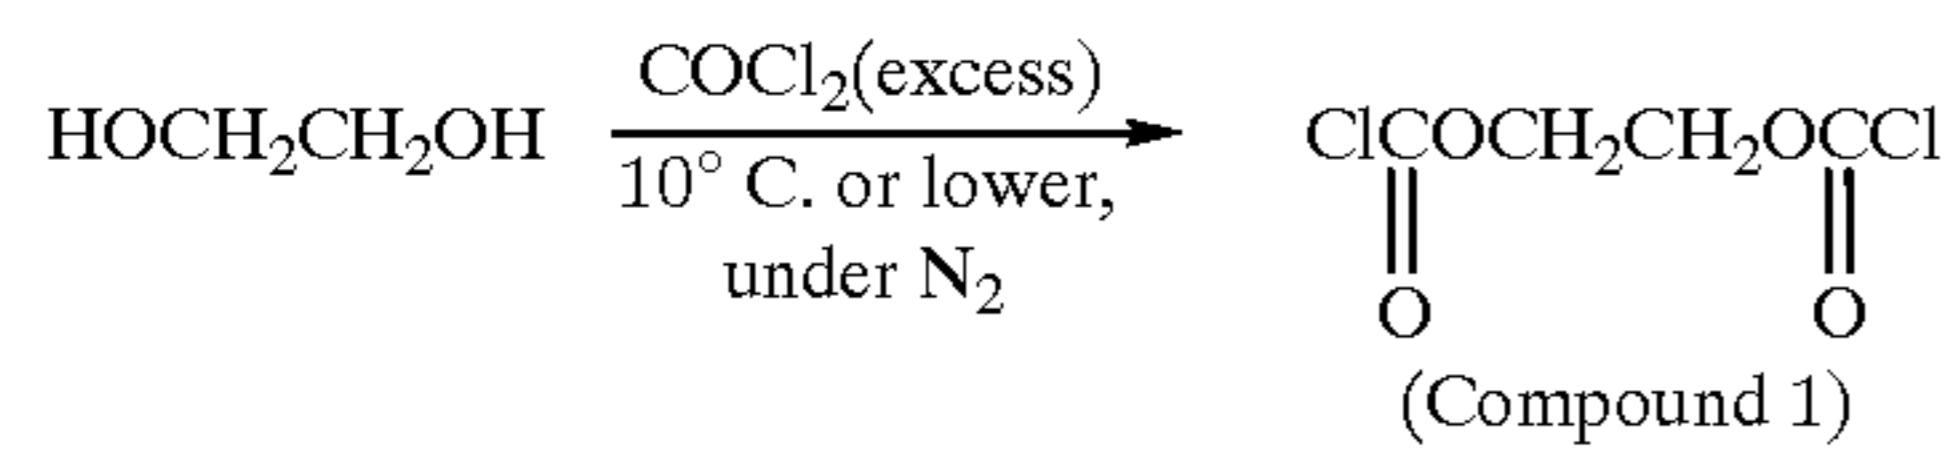 COCl₂(excess)
HOCH₂CH₂OH
ClCOCH₂CH₂OCCl
10° C. or lower,
under N₂
O
O
(Compound 1)